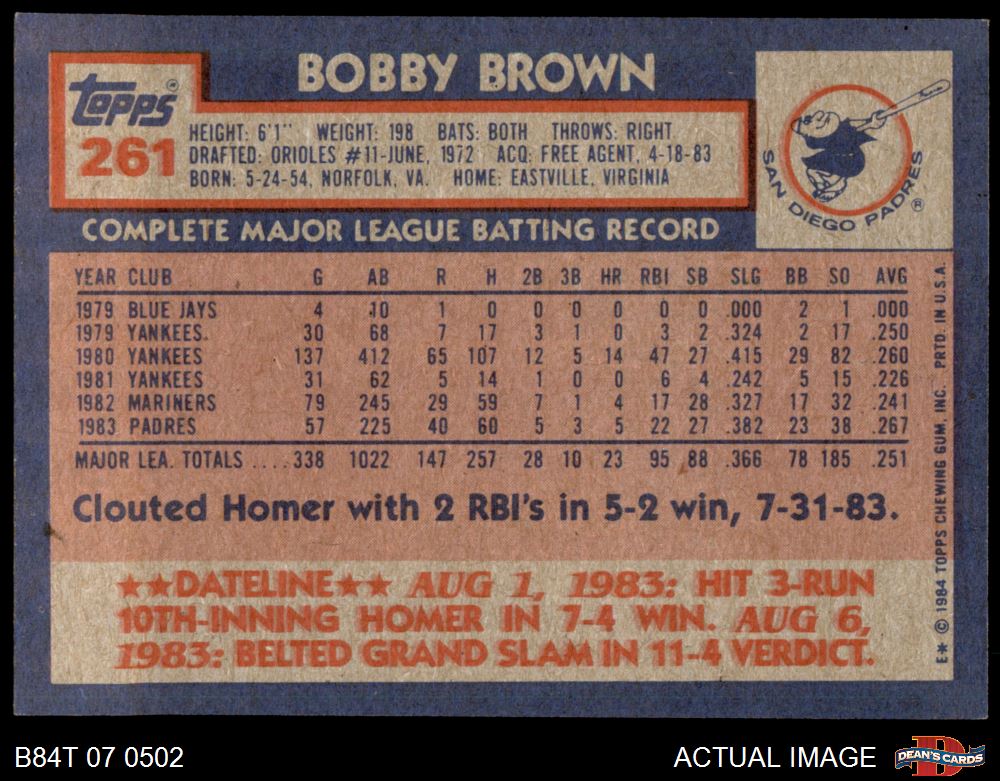 BOBBY BROWN
Topps®
261
HEIGHT: 6'1" WEIGHT: 198 BATS: BOTH THROWS: RIGHT
DRAFTED: ORIOLES #11-JUNE, 1972 ACQ: FREE AGENT, 4-18-83
BORN: 5-24-54, NORFOLK, VA. HOME: EASTVILLE, VIRGINIA
SAN DIEGO PADRES ®
COMPLETE MAJOR LEAGUE BATTING RECORD
YEAR CLUB G AB R H 2B 3B HR RBI SB SLG BB SO AVG
1979 BLUE JAYS 4 10 1 0 0 0 0 0 0 .000 2 1 .000
1979 YANKEES. 30 68 7 17 3 1 0 3 2 .324 2 17 .250
1980 YANKEES 137 412 65 107 12 5 14 47 27 .415 29 82 .260
1981 YANKEES 31 62 5 14 1 0 0 6 4 .242 5 15 .226
1982 MARINERS 79 245 29 59 7 1 4 17 28 .327 17 32 .241
1983 PADRES 57 225 40 60 5 3 5 22 27 .382 23 38 .267
MAJOR LEA. TOTALS ....338 1022 147 257 28 10 23 95 88 .366 78 185 .251
Clouted Homer with 2 RBI's in 5-2 win, 7-31-83.
★★DATELINE★★ AUG 1, 1983: HIT 3-RUN
10TH-INNING HOMER IN 7-4 WIN. AUG 6,
1983: BELTED GRAND SLAM IN 11-4 VERDICT.
E* © 1984 TOPPS CHEWING GUM, INC. PRTD. IN U.S.A.
B84T 07 0502
ACTUAL IMAGE
D
DEAN'S CARDS